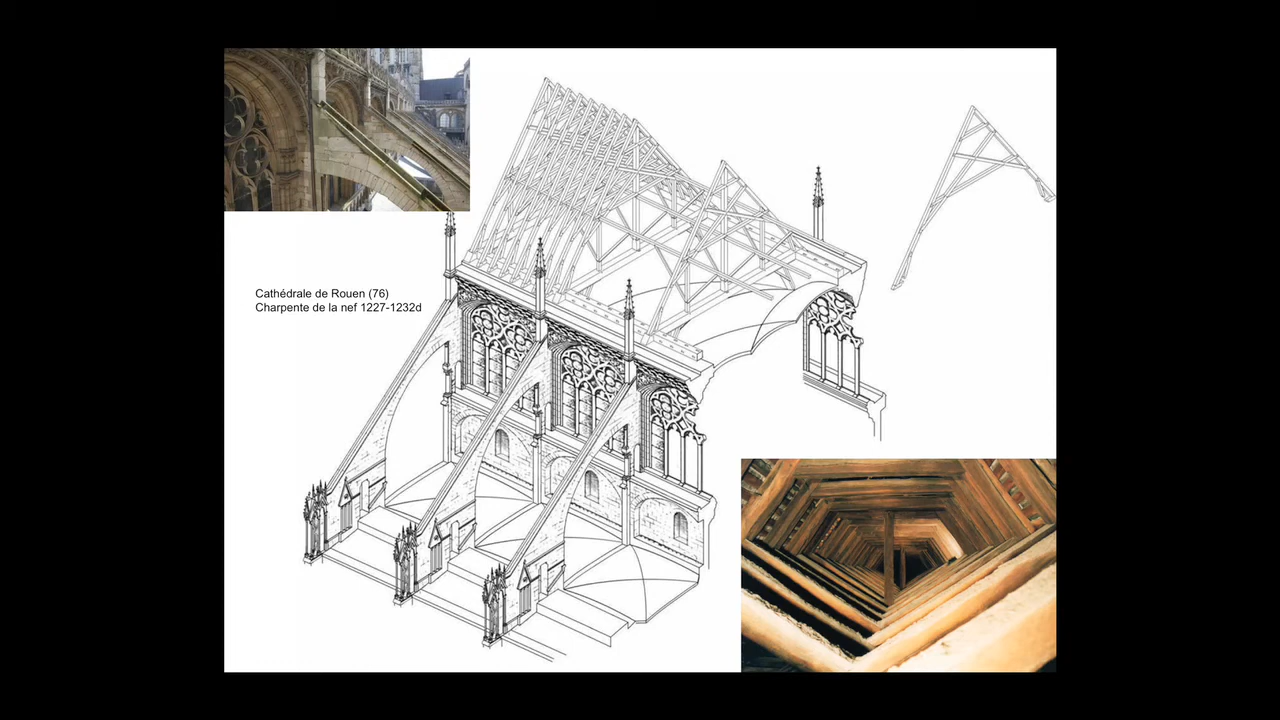 Cathédrale de Rouen (76)
Charpente de la nef 1227-1232d